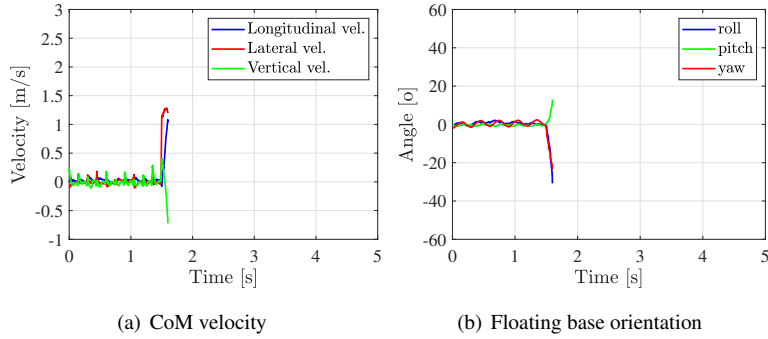 3
2.5
2
1.5
1
0.5
0
-0.5
-1
Velocity [m/s]
Longitudinal vel.
Lateral vel.
Vertical vel.
0 1 2 3 4 5
Time [s]
(a) CoM velocity
60
40
20
0
-20
-40
-60
Angle [o]
roll
pitch
yaw
0 1 2 3 4 5
Time [s]
(b) Floating base orientation